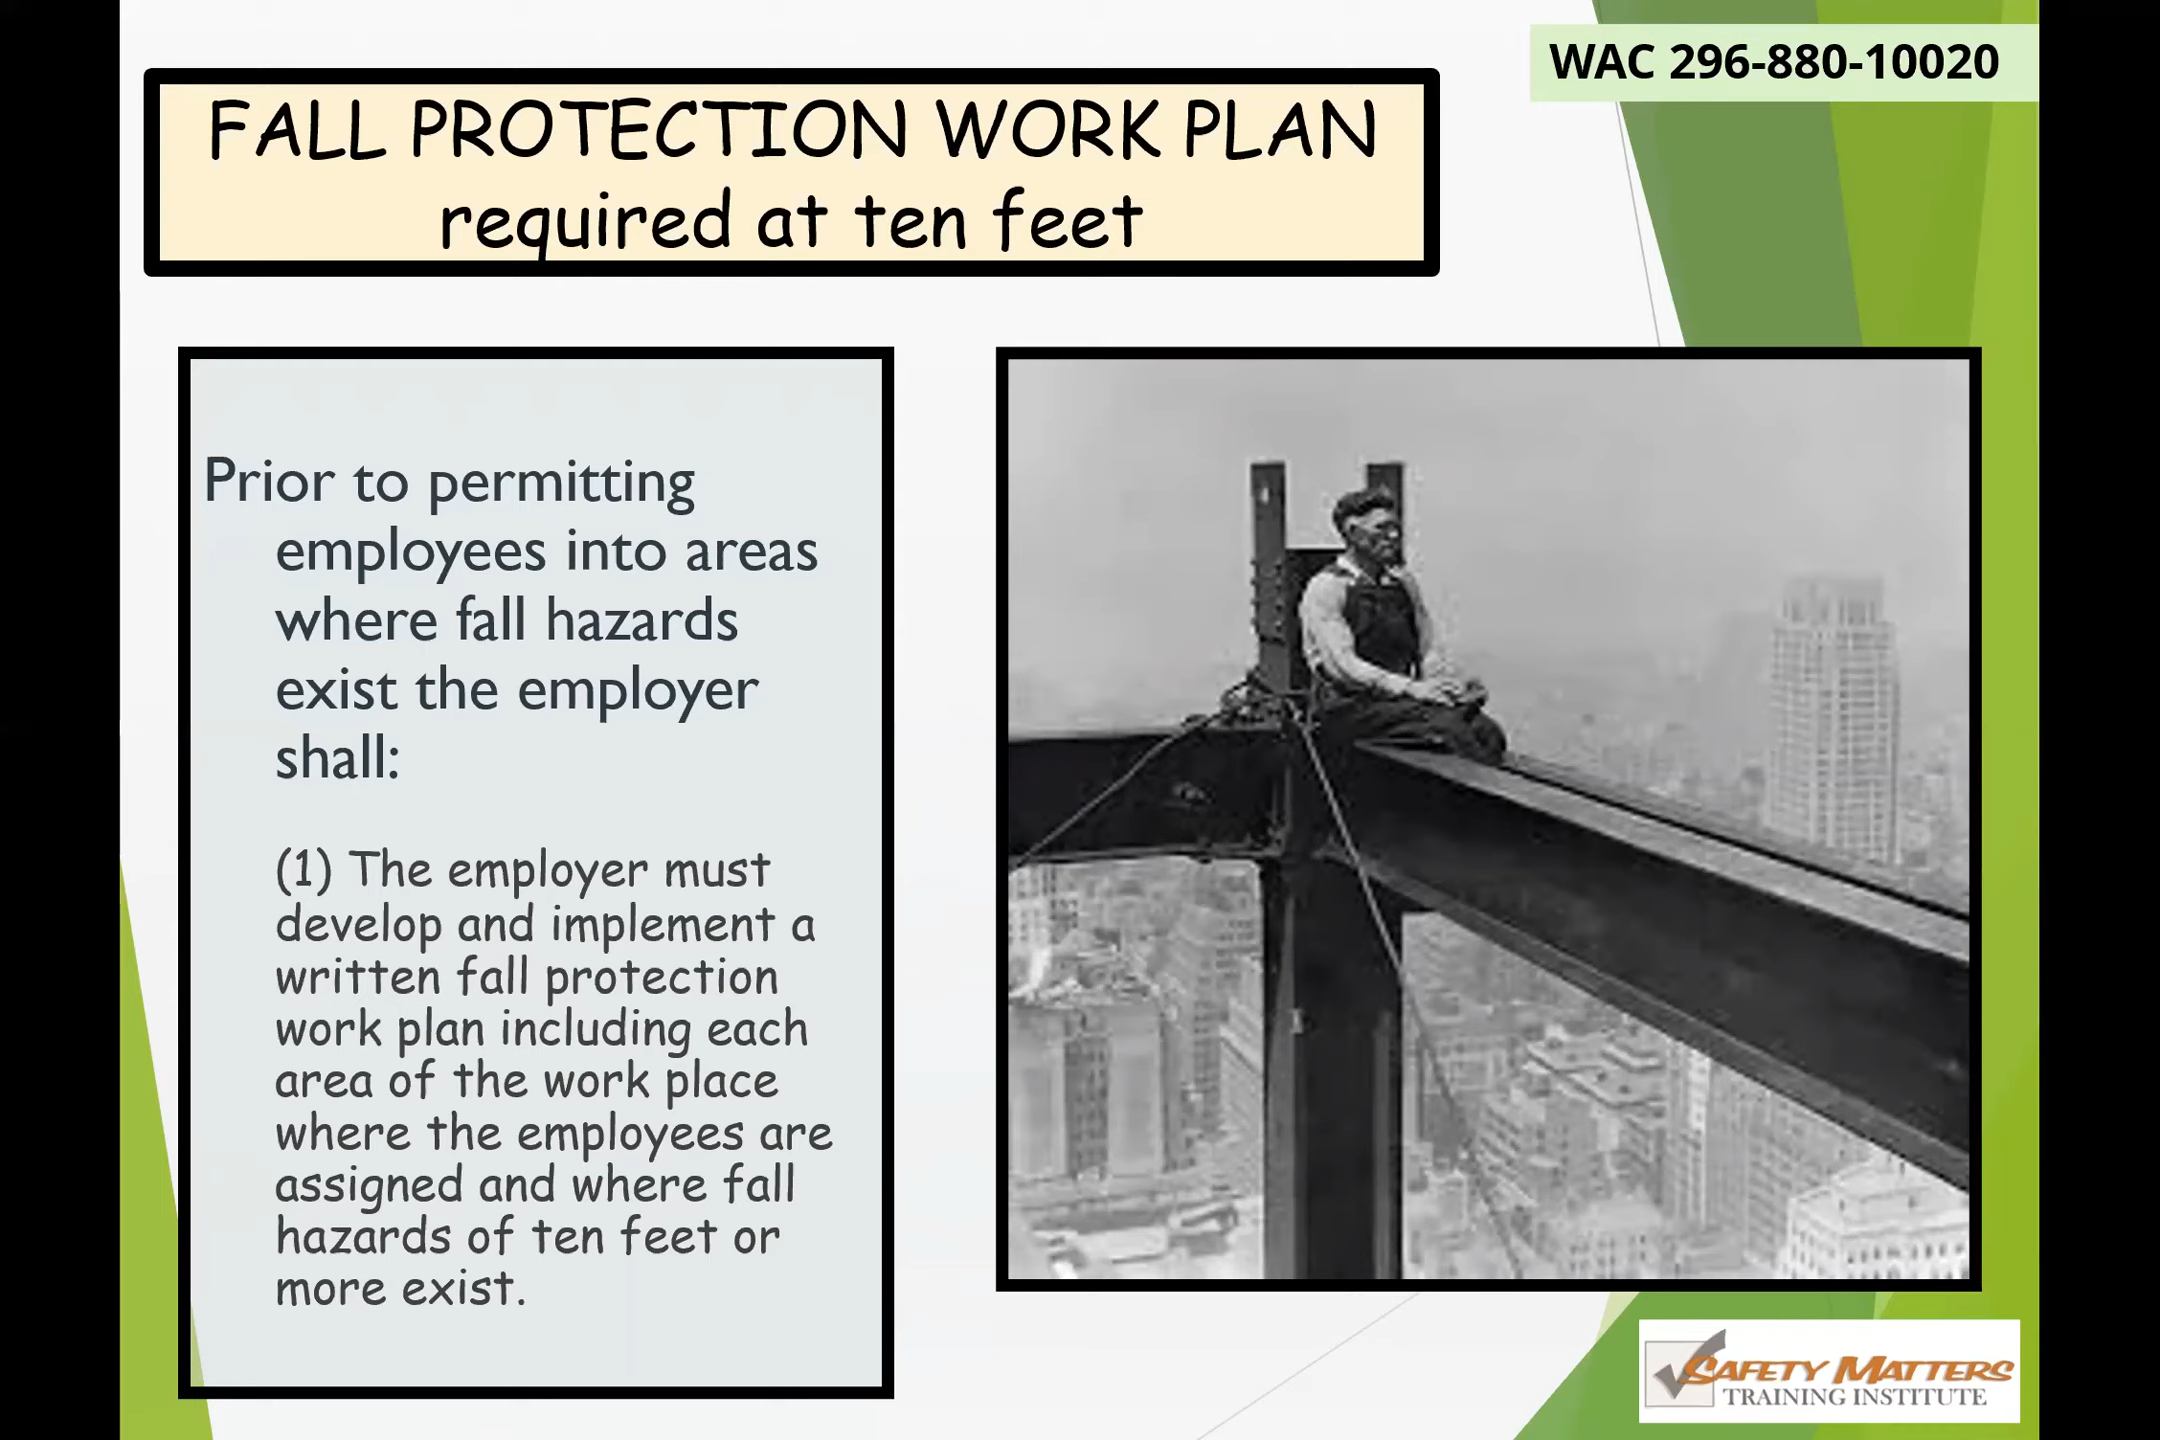 WAC 296-880-10020
FALL PROTECTION WORK PLAN
required at ten feet
Prior to permitting
employees into areas
where fall hazards
exist the employer
shall:
(1) The employer must
develop and implement a
written fall protection
work plan including each
area of the work place
where the employees are
assigned and where fall
hazards of ten feet or
more exist.
SAFETY MATTERS
TRAINING INSTITUTE